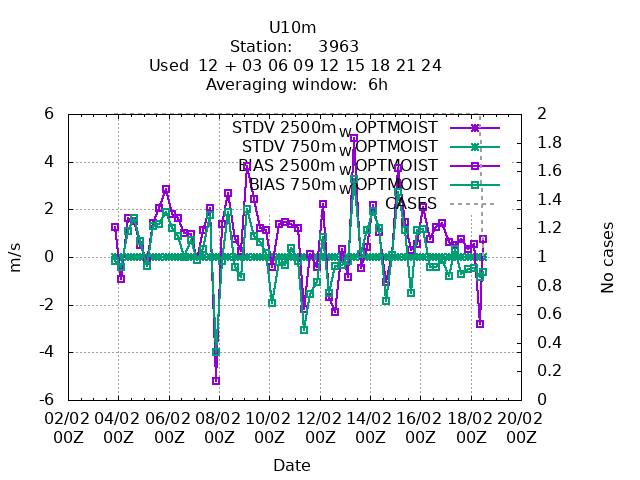 U10m
Station: 3963
Used 12 + 03 06 09 12 15 18 21 24
Averaging window: 6h
STDV 2500m_WOPTMOIST
STDV 750m_WOPTMOIST
BIAS 2500m_WOPTMOIST
BIAS 750m_WOPTMOIST
CASES
6
4
2
0
-2
-4
-6
m/s
2
1.8
1.6
1.4
1.2
1
0.8
0.6
0.4
0.2
0
No cases
02/02 04/02 06/02 08/02 10/02 12/02 14/02 16/02 18/02 20/02
00Z 00Z 00Z 00Z 00Z 00Z 00Z 00Z 00Z 00Z
Date